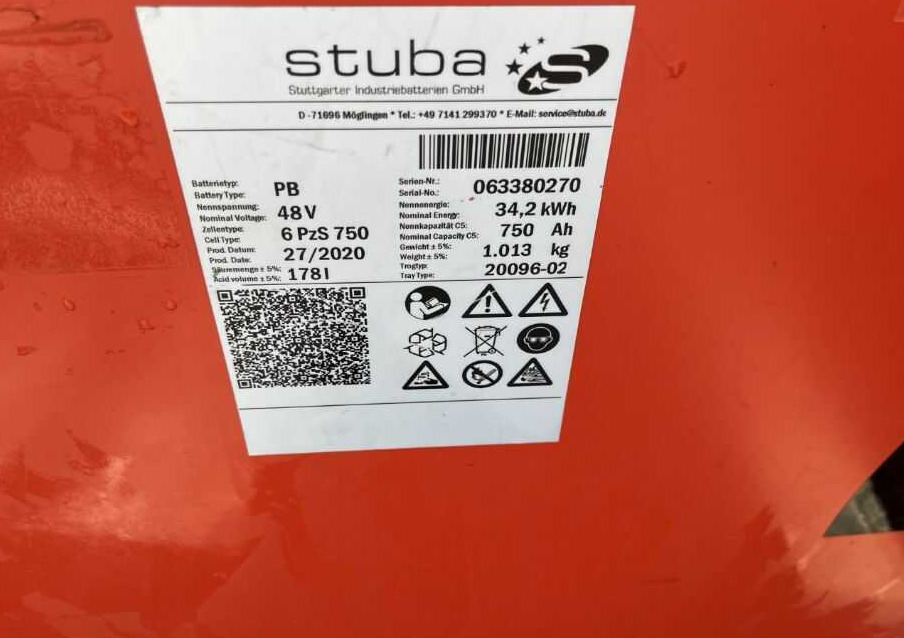 stuba
Stuttgarter Industriebatterien GmbH
D -71696 Möglingen * Tel.: +49 7141 299370 * E-Mail: service@stuba.de
Batterietyp:
Battery Type: PB
Nennspannung:
Nominal Voltage: 48 V
Zellentype:
Cell Type: 6 PzS 750
Prod. Datum:
Prod. Date: 27/2020
Säuremenge ± 5%:
Acid volume ± 5%: 178 l
Serien-Nr.:
Serial-No.: 063380270
Nennenergie:
Nominal Energy: 34,2 kWh
Nennkapazität C5:
Nominal Capacity C5: 750 Ah
Gewicht ± 5%:
Weight ± 5%: 1.013 kg
Trogtyp:
Tray Type: 20096-02